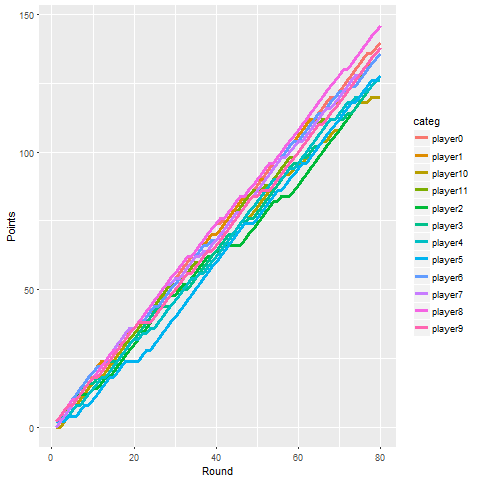 150
100
50
0
Points
0
20
40
60
80
Round
categ
player0
player1
player10
player11
player2
player3
player4
player5
player6
player7
player8
player9